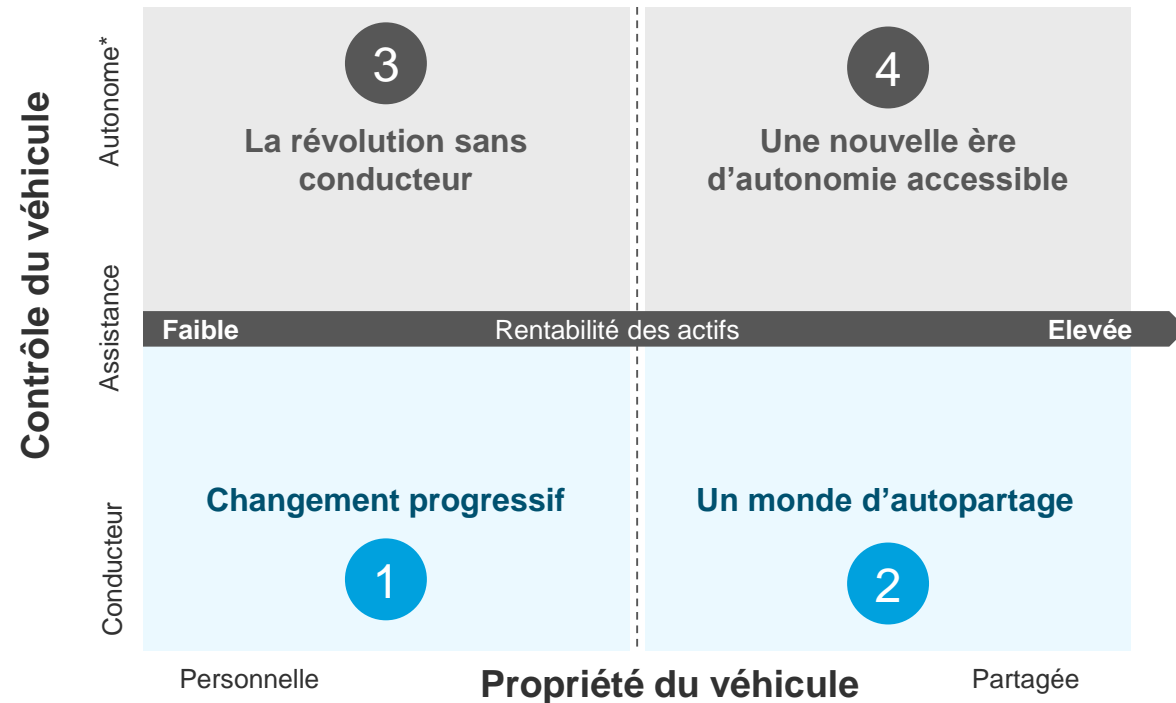 Contrôle du véhicule
Autonome*
Assistance
Conducteur
3
La révolution sans
conducteur
4
Une nouvelle ère
d’autonomie accessible
Faible
Rentabilité des actifs
Elevée
Changement progressif
1
Un monde d’autopartage
2
Personnelle
Propriété du véhicule
Partagée